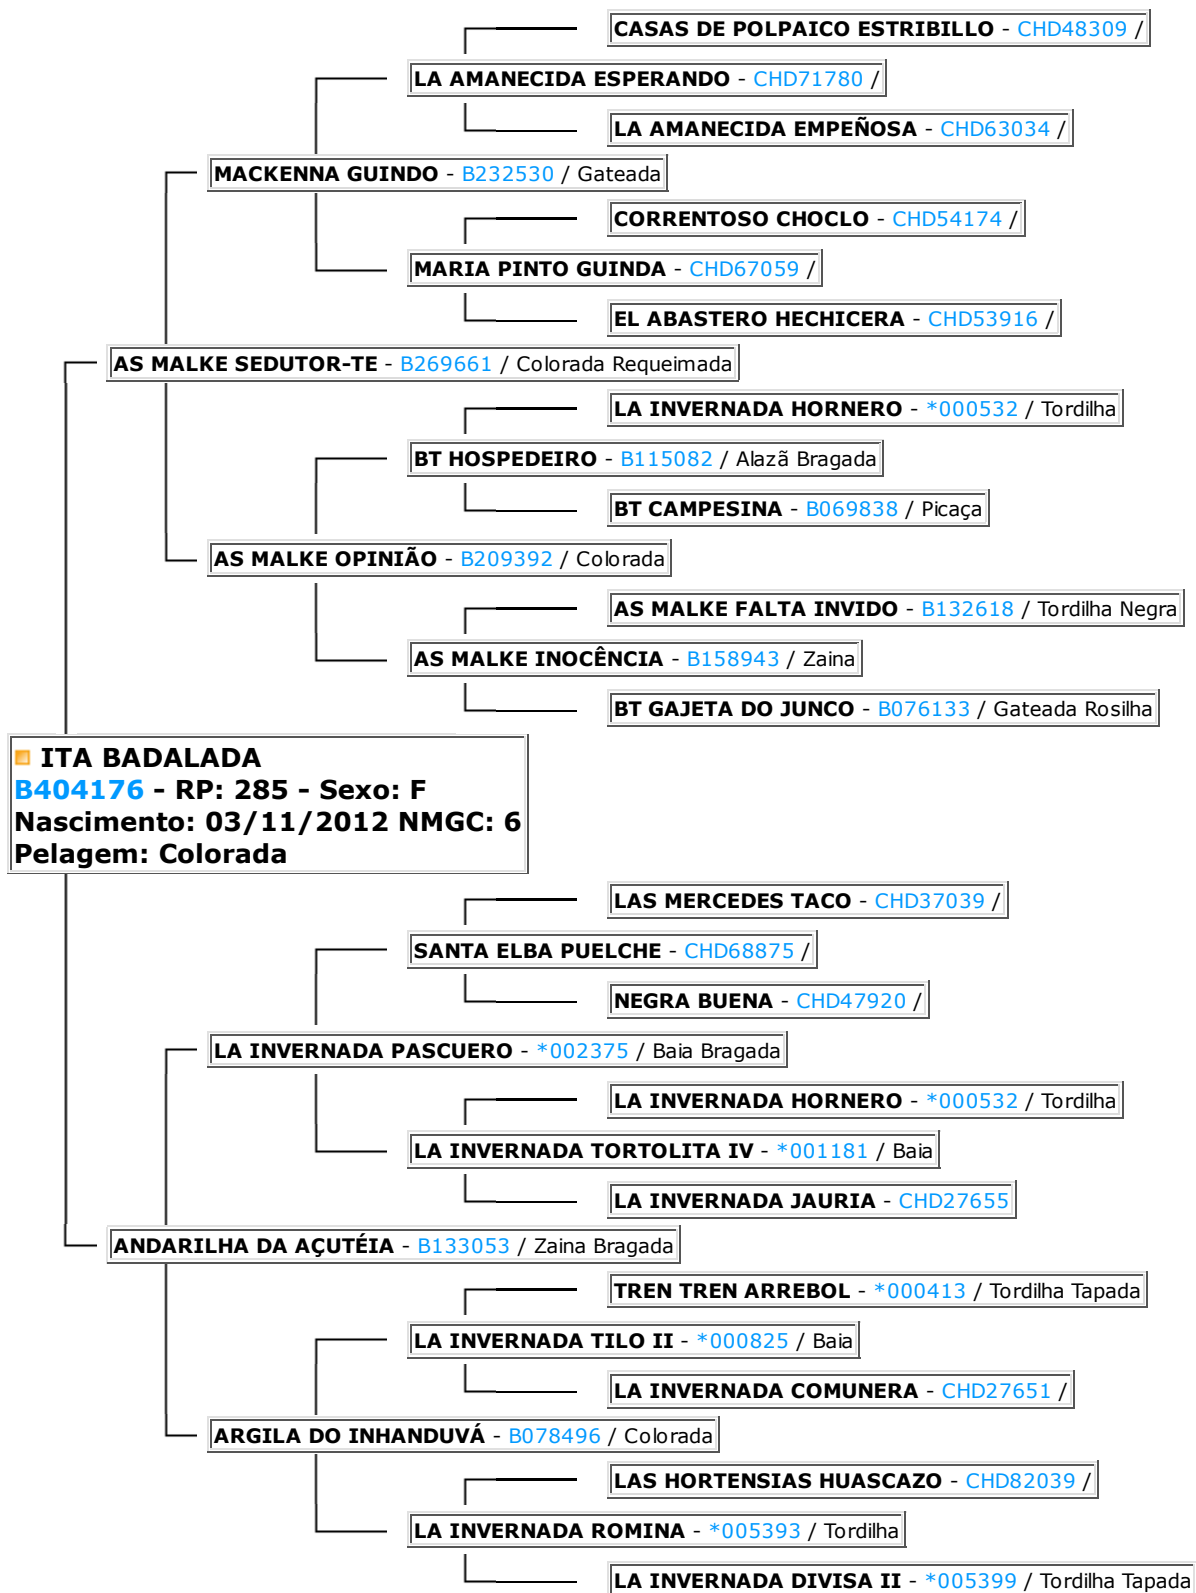 CASAS DE POLPAICO ESTRIBILLO - CHD48309 /
LA AMANECIDA ESPERANDO - CHD71780 /
LA AMANECIDA EMPEÑOSA - CHD63034 /
MACKENNA GUINDO - B232530 / Gateada
CORRENTOSO CHOCLO - CHD54174 /
MARIA PINTO GUINDA - CHD67059 /
EL ABASTERO HECHICERA - CHD53916 /
AS MALKE SEDUTOR-TE - B269661 / Colorada Requeimada
LA INVERNADA HORNERO - *000532 / Tordilha
BT HOSPEDEIRO - B115082 / Alazã Bragada
BT CAMPESINA - B069838 / Picaça
AS MALKE OPINIÃO - B209392 / Colorada
AS MALKE FALTA INVIDO - B132618 / Tordilha Negra
AS MALKE INOCÊNCIA - B158943 / Zaina
BT GAJETA DO JUNCO - B076133 / Gateada Rosilha
ITA BADALADA
B404176 - RP: 285 - Sexo: F
Nascimento: 03/11/2012 NMGC: 6
Pelagem: Colorada
LAS MERCEDES TACO - CHD37039 /
SANTA ELBA PUELCHE - CHD68875 /
NEGRA BUENA - CHD47920 /
LA INVERNADA PASCUERO - *002375 / Baia Bragada
LA INVERNADA HORNERO - *000532 / Tordilha
LA INVERNADA TORTOLITA IV - *001181 / Baia
LA INVERNADA JAURIA - CHD27655
ANDARILHA DA AÇUTÉIA - B133053 / Zaina Bragada
TREN TREN ARREBOL - *000413 / Tordilha Tapada
LA INVERNADA TILO II - *000825 / Baia
LA INVERNADA COMUNERA - CHD27651 /
ARGILA DO INHANDUVÁ - B078496 / Colorada
LAS HORTENSIAS HUASCAZO - CHD82039 /
LA INVERNADA ROMINA - *005393 / Tordilha
LA INVERNADA DIVISA II - *005399 / Tordilha Tapada